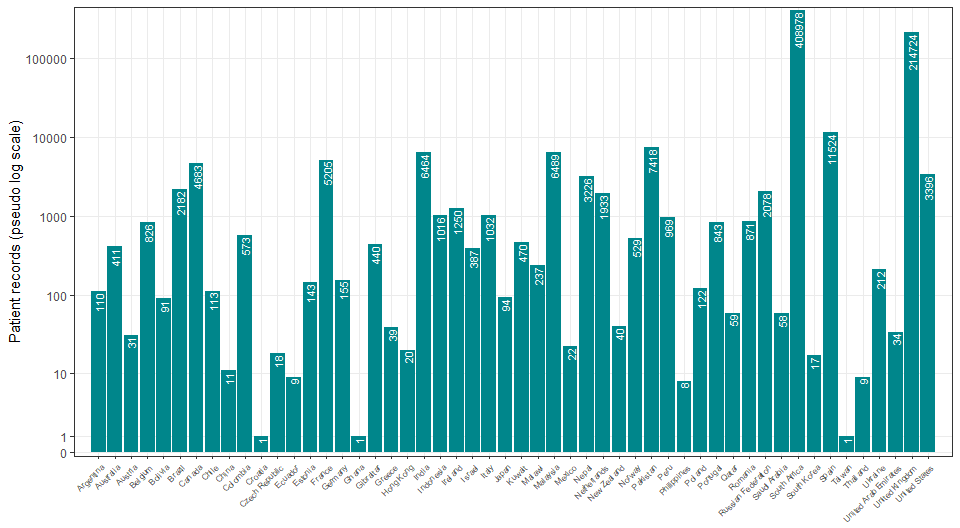 Patient records (pseudo log scale)
100000
10000
1000
100
10
1
0
110
411
31
826
91
2182
4683
113
11
573
1
18
9
143
5205
155
1
440
39
20
6464
1016
1250
387
1032
94
470
237
6489
22
3226
1933
40
529
7418
969
8
122
843
59
871
2078
58
408978
17
11524
1
9
212
34
214724
3396
Argentina
Australia
Austria
Belgium
Bolivia
Brazil
Canada
Chile
China
Colombia
Croatia
Czech Republic
Ecuador
Estonia
France
Germany
Ghana
Gibraltar
Greece
Hong Kong
India
Indonesia
Ireland
Israel
Italy
Japan
Kuwait
Malawi
Malaysia
Mexico
Nepal
Netherlands
New Zealand
Norway
Pakistan
Peru
Philippines
Poland
Portugal
Qatar
Romania
Russian Federation
Saudi Arabia
South Africa
South Korea
Spain
Taiwan
Thailand
Ukraine
United Arab Emirates
United Kingdom
United States